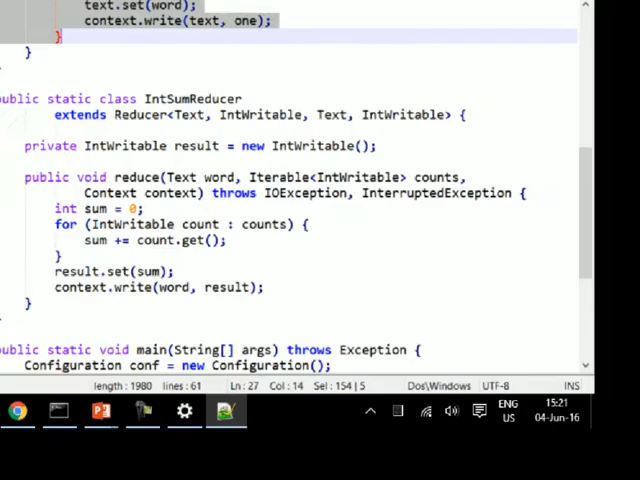 text.set(word);
context.write(text, one);
}
}
public static class IntSumReducer
extends Reducer<Text, IntWritable, Text, IntWritable> {
private IntWritable result = new IntWritable();
public void reduce(Text word, Iterable<IntWritable> counts,
Context context) throws IOException, InterruptedException {
int sum = 0;
for (IntWritable count : counts) {
sum += count.get();
}
result.set(sum);
context.write(word, result);
}
public static void main(String[] args) throws Exception {
Configuration conf = new Configuration();
length : 1980 lines : 61 Ln : 27 Col : 14 Sel : 154 | 5 Dos\Windows UTF-8 INS
ENG 15:21
US 04-Jun-16